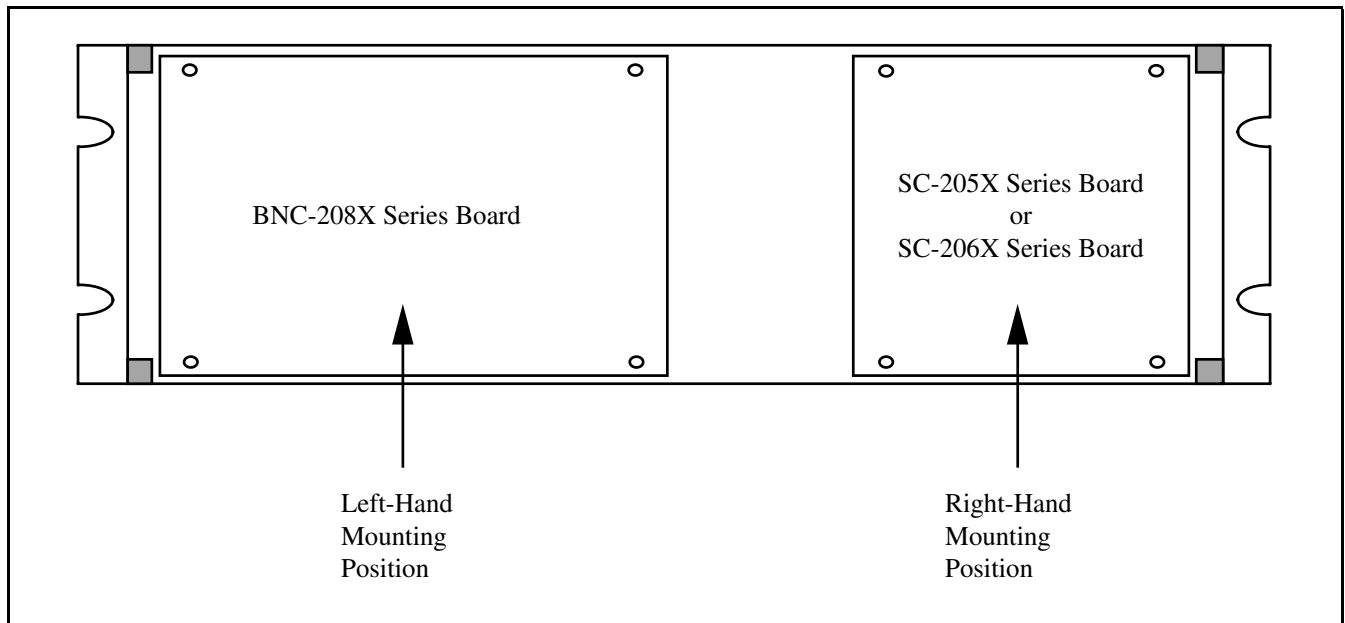 BNC-208X Series Board
SC-205X Series Board
or
SC-206X Series Board
Left-Hand
Mounting
Position
Right-Hand
Mounting
Position